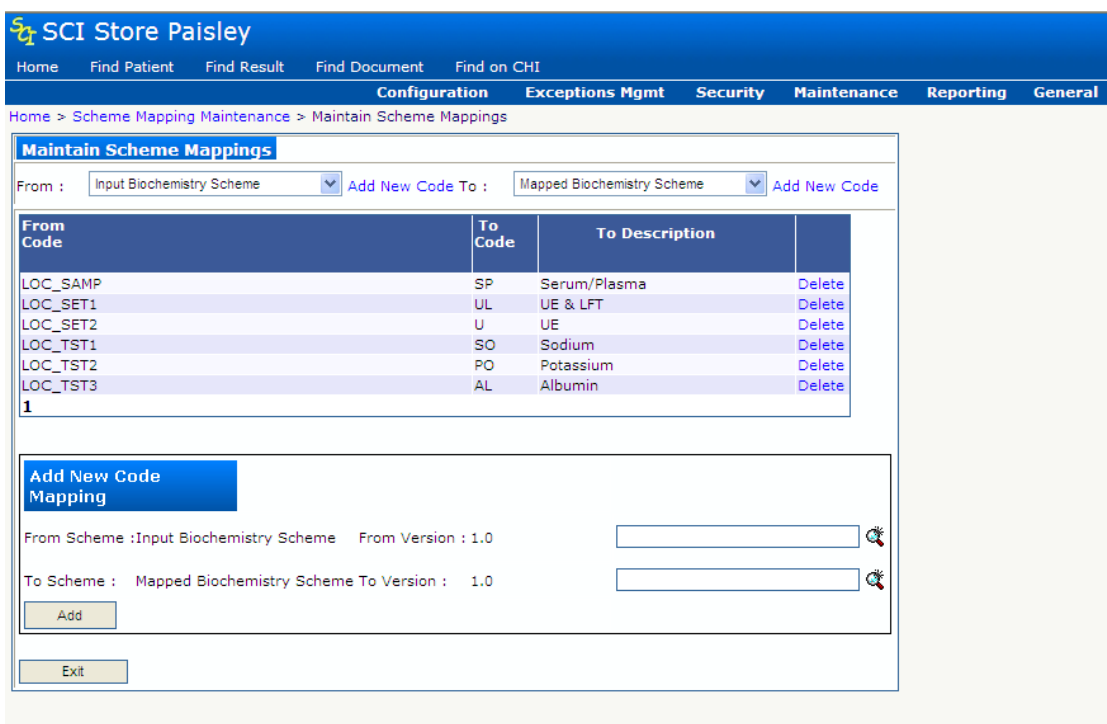 SCI SCI Store Paisley
Home Find Patient Find Result Find Document Find on CHI
Configuration Exceptions Mgmt Security Maintenance Reporting General
Home > Scheme Mapping Maintenance > Maintain Scheme Mappings
Maintain Scheme Mappings
From : Input Biochemistry Scheme Add New Code To : Mapped Biochemistry Scheme Add New Code
From Code To Code To Description
LOC_SAMP SP Serum/Plasma Delete
LOC_SET1 UL UE & LFT Delete
LOC_SET2 U UE Delete
LOC_TST1 SO Sodium Delete
LOC_TST2 PO Potassium Delete
LOC_TST3 AL Albumin Delete
1
Add New Code
Mapping
From Scheme :Input Biochemistry Scheme From Version : 1.0
To Scheme : Mapped Biochemistry Scheme To Version : 1.0
Add
Exit